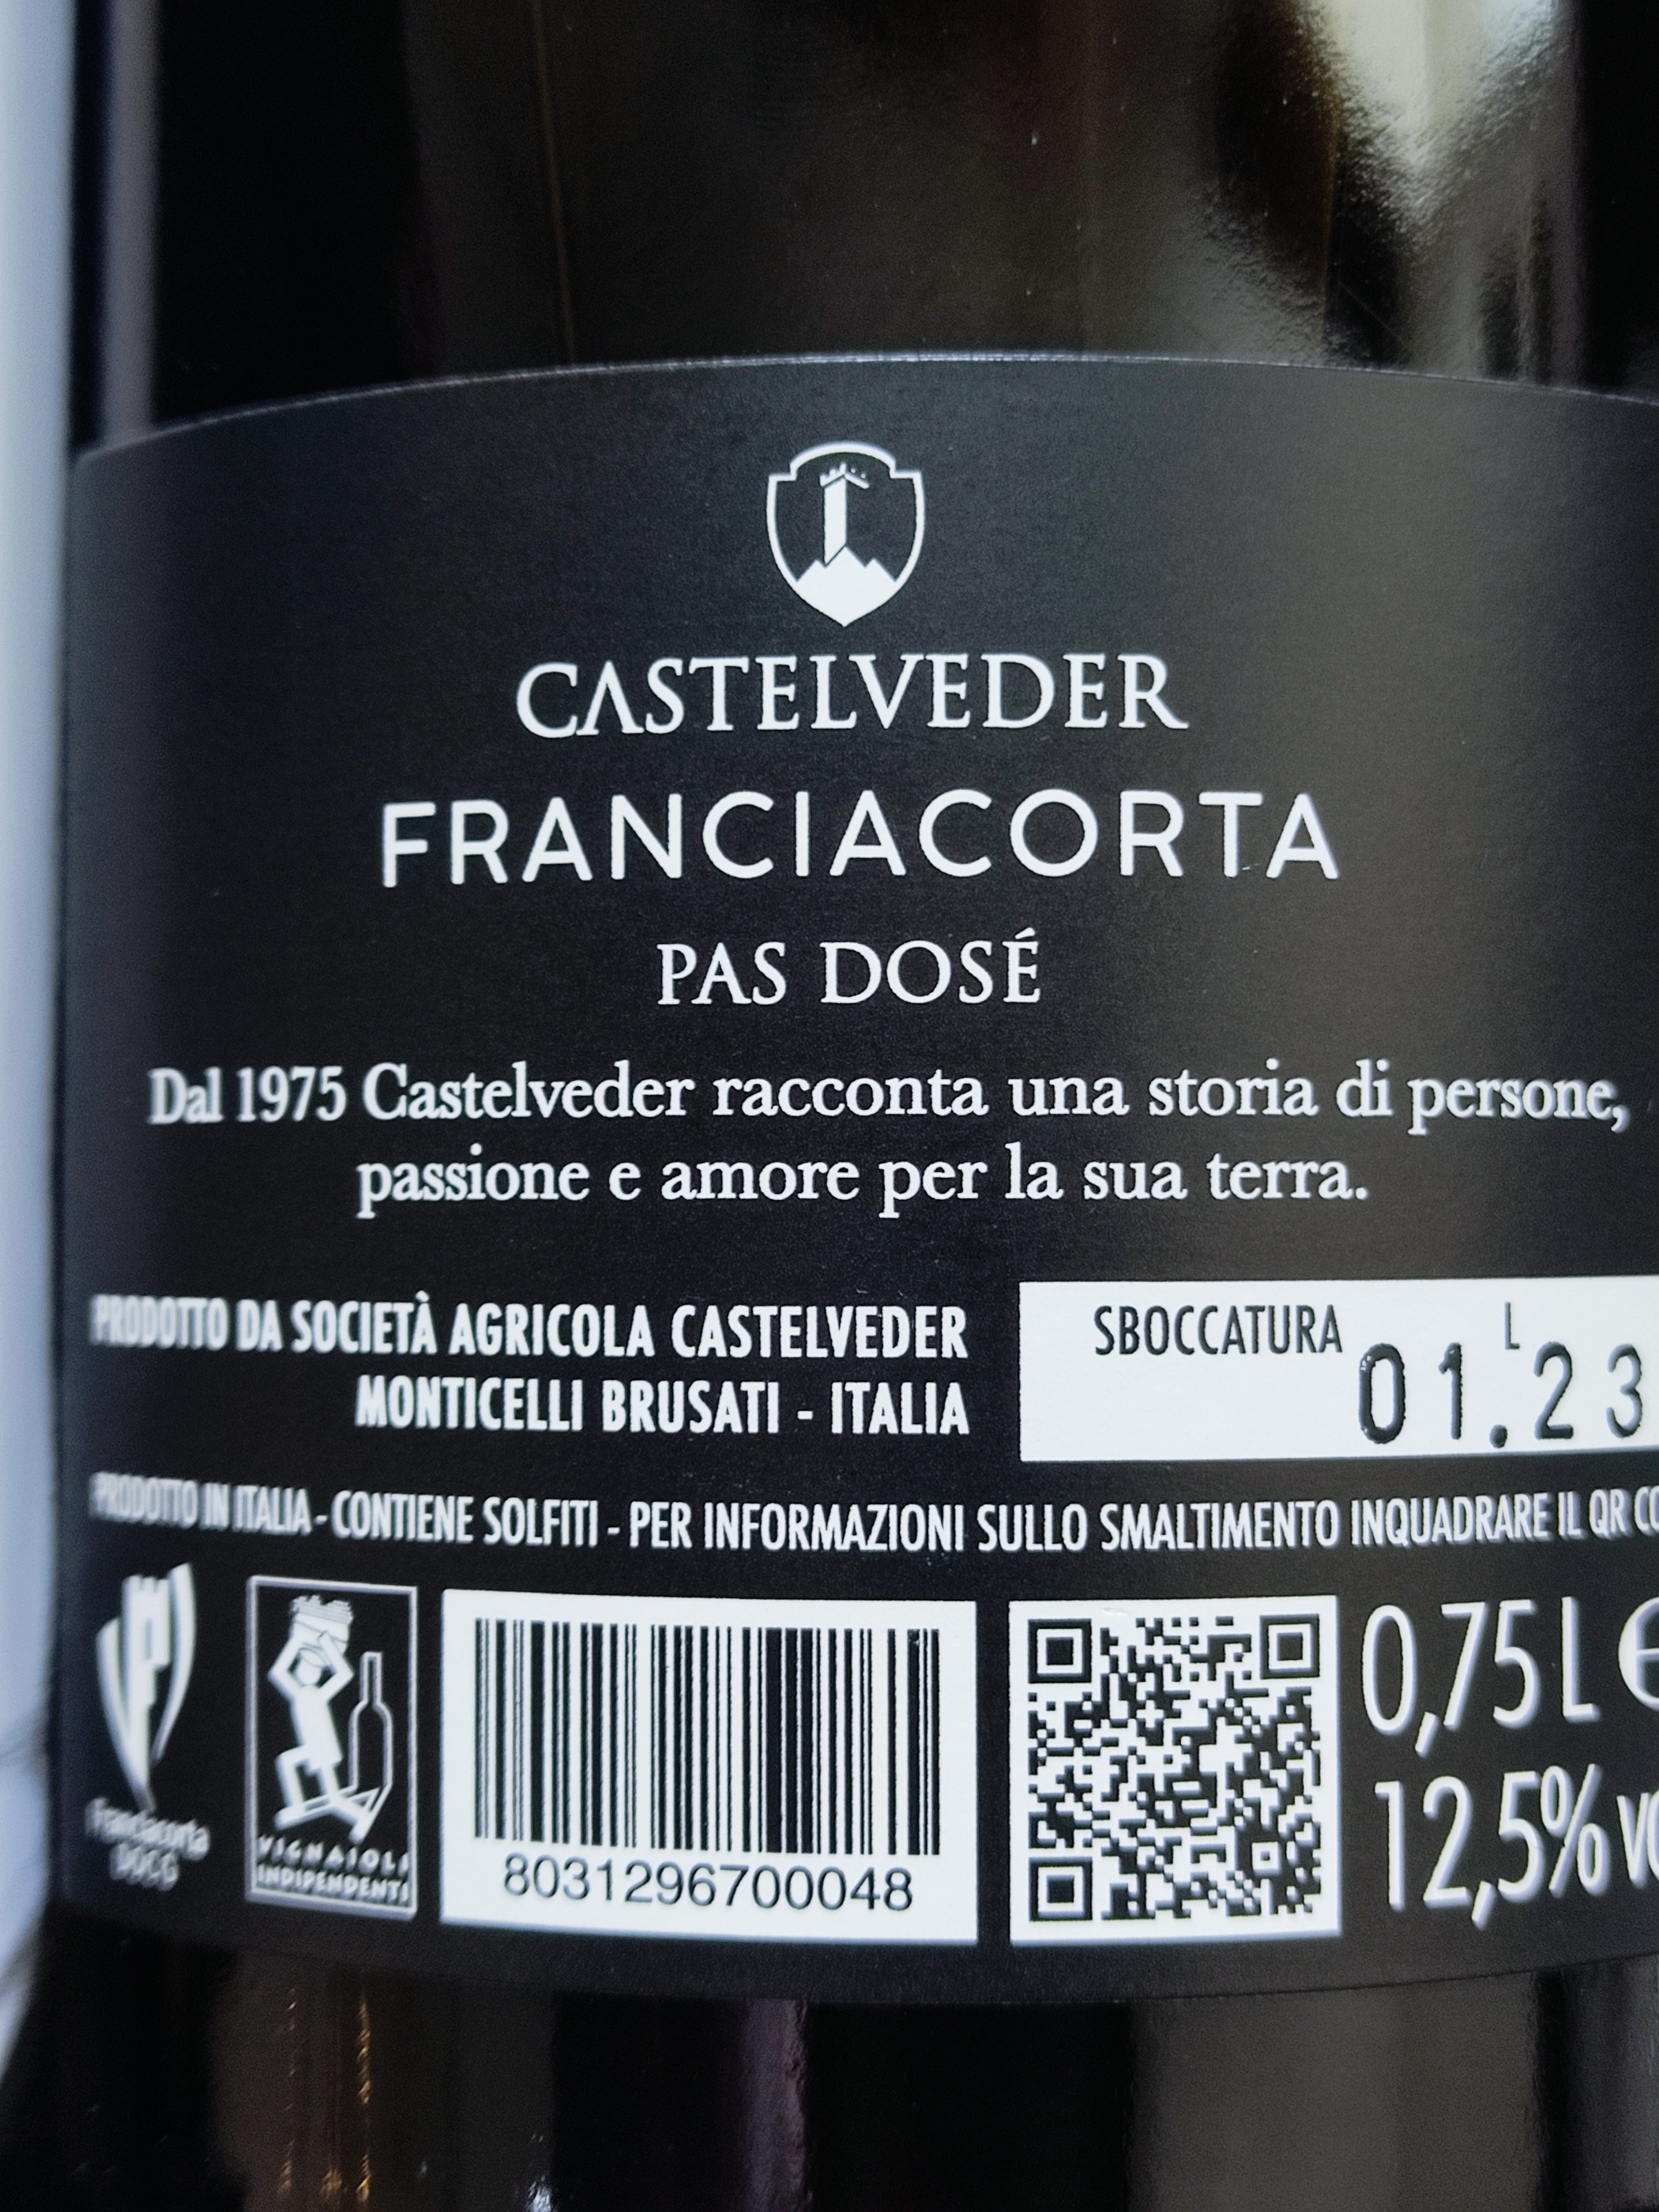 CASTELVEDER
FRANCIACORTA
PAS DOSÉ
Dal 1975 Castelveder racconta una storia di persone,
passione e amore per la sua terra.
PRODOTTO DA SOCIETÀ AGRICOLA CASTELVEDER
MONTICELLI BRUSATI - ITALIA
SBOCCATURA L
01.23
PRODOTTO IN ITALIA - CONTIENE SOLFITI - PER INFORMAZIONI SULLO SMALTIMENTO INQUADRARE IL QR CO
Franciacorta
DOCG
VIGNAIOLI
INDIPENDENTI
8031296700048
0,75 L e
12,5% VO